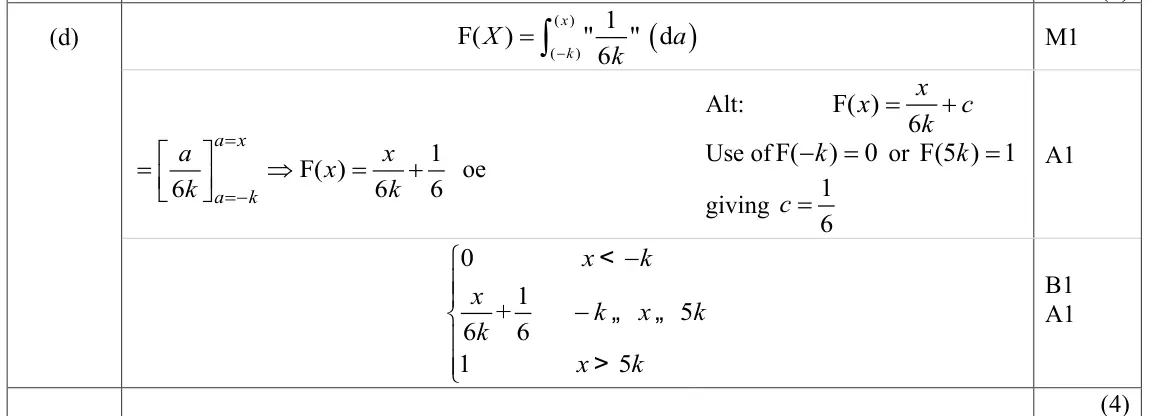 (d) F(X) = ∫_{(−k)}^{(x)} " 1/6k " (da) M1
= [a/6k]_{a=−k}^{a=x} ⇒ F(x) = x/6k + 1/6 oe
Alt: F(x) = x/6k + c
Use of F(−k) = 0 or F(5k) = 1
giving c = 1/6
A1
0 x < −k
x/6k + 1/6 −k „ x „ 5k
1 x > 5k
B1
A1
(4)